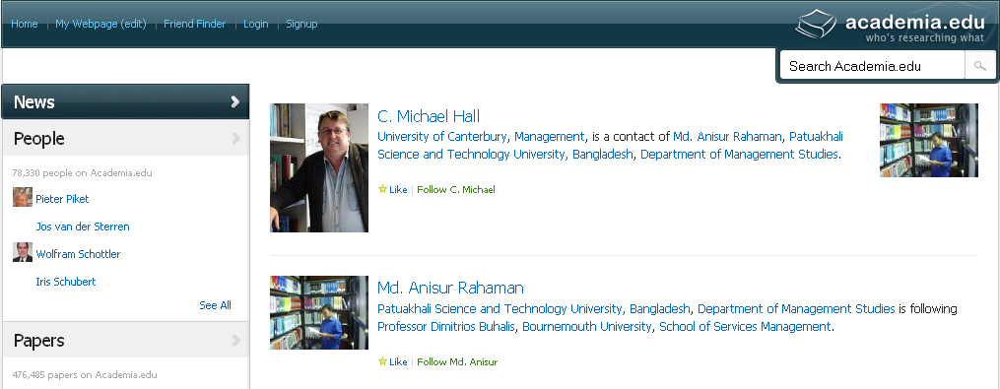 Home | My Webpage (edit) | Friend Finder | Login | Signup
academia.edu
who's researching what
Search Academia.edu
News
People
78,330 people on Academia.edu
Pieter Piket
Jos van der Sterren
Wolfram Schottler
Iris Schubert
See All
Papers
476,485 papers on Academia.edu
C. Michael Hall
University of Canterbury, Management, is a contact of Md. Anisur Rahaman, Patuakhali
Science and Technology University, Bangladesh, Department of Management Studies.
Like | Follow C. Michael
Md. Anisur Rahaman
Patuakhali Science and Technology University, Bangladesh, Department of Management Studies is following
Professor Dimitrios Buhalis, Bournemouth University, School of Services Management.
Like | Follow Md. Anisur